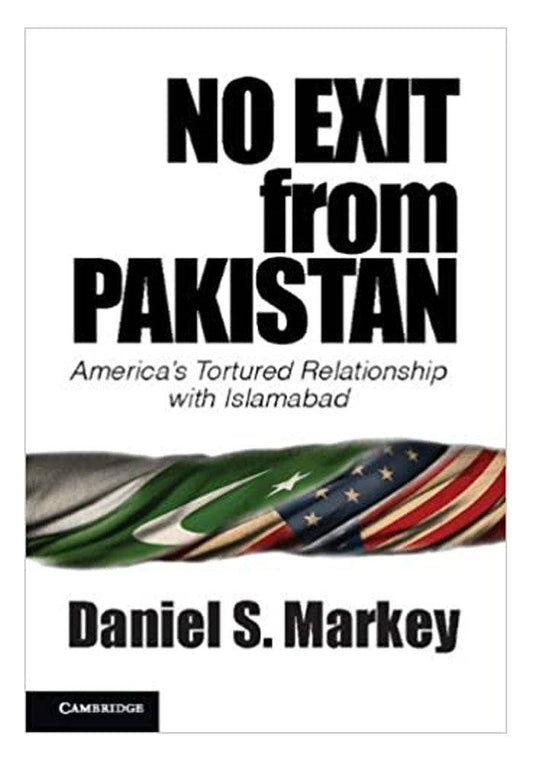 NO EXIT
from
PAKISTAN
America's Tortured Relationship
with Islamabad
Daniel S. Markey
CAMBRIDGE